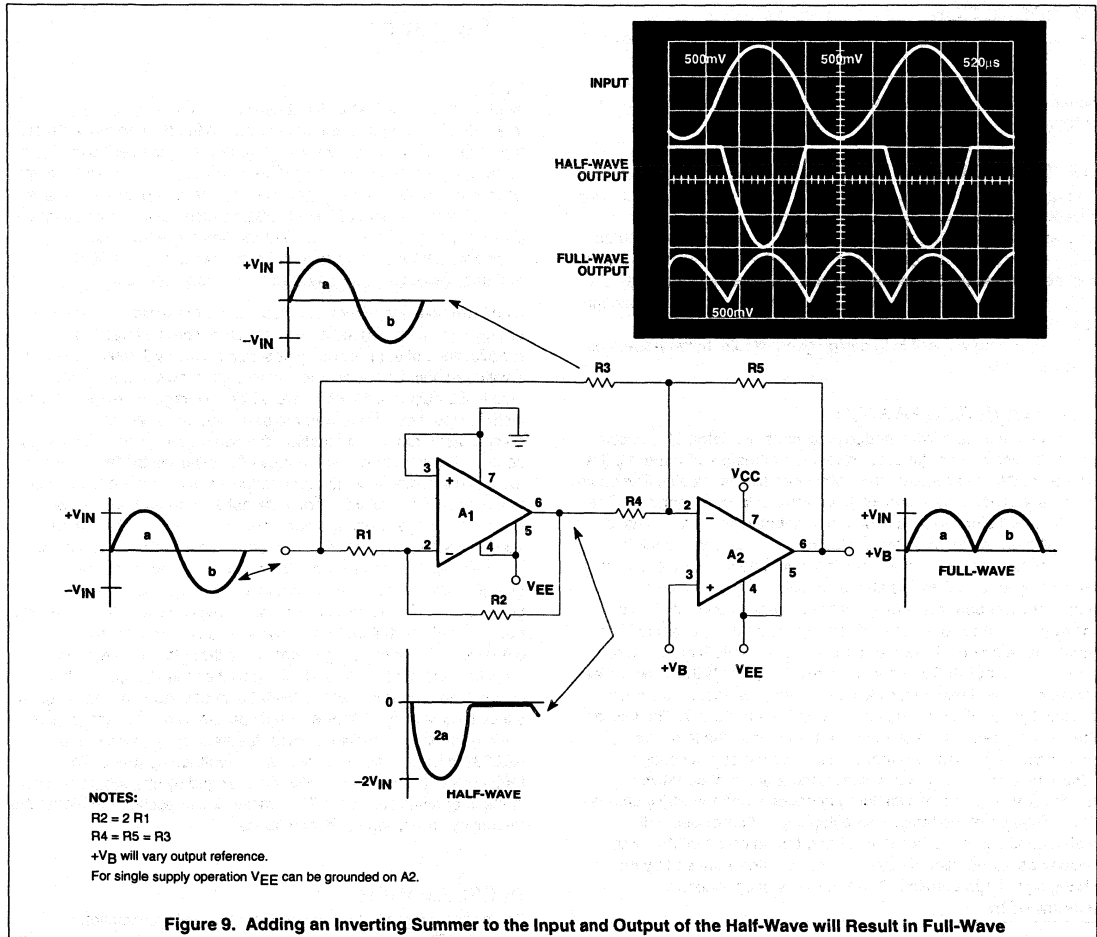 500mV 500mV 520µs
INPUT
HALF-WAVE
OUTPUT
FULL-WAVE
OUTPUT
500mV
+VIN
a
b
−VIN
R3 R5
3
+
7
A1
6
5
4
2
−
R1
VEE
R2
R4
VCC
2
−
7
A2
6
5
3
+
4
+VB VEE
+VIN
a
b
−VIN
+VIN
a b
+VB
FULL-WAVE
0
2a
−2VIN
HALF-WAVE
NOTES:
R2 = 2 R1
R4 = R5 = R3
+VB will vary output reference.
For single supply operation VEE can be grounded on A2.
Figure 9. Adding an Inverting Summer to the Input and Output of the Half-Wave will Result in Full-Wave